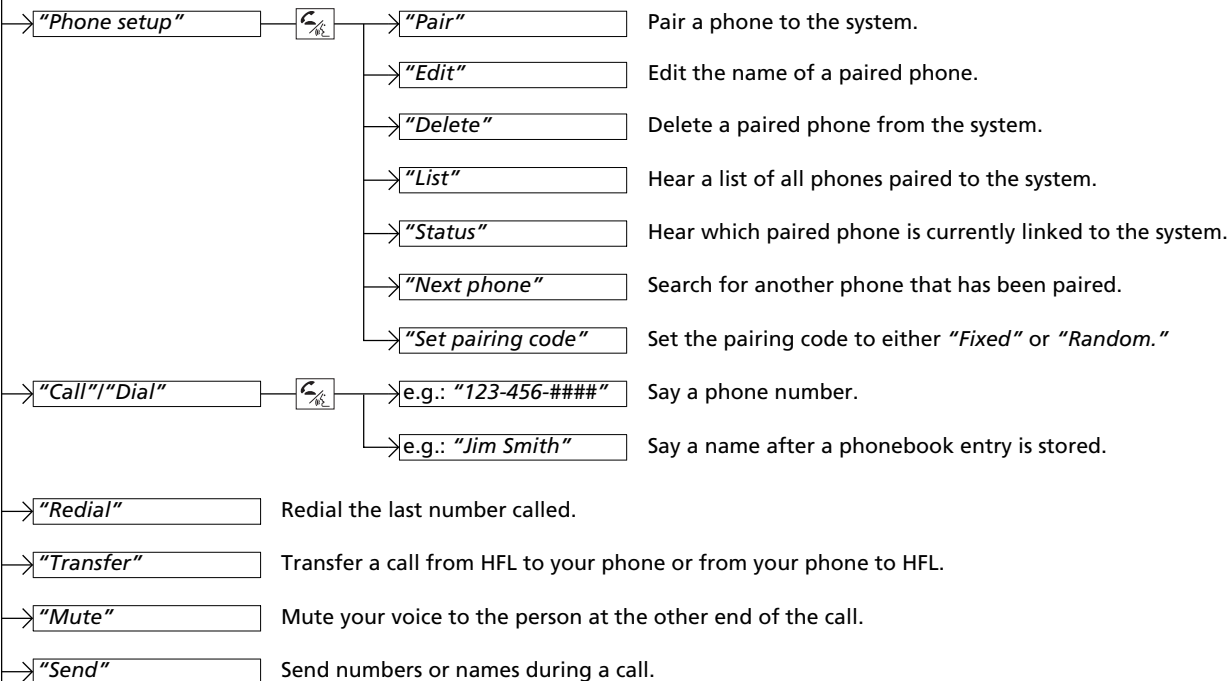 "Phone setup" "Pair" Pair a phone to the system.
"Edit" Edit the name of a paired phone.
"Delete" Delete a paired phone from the system.
"List" Hear a list of all phones paired to the system.
"Status" Hear which paired phone is currently linked to the system.
"Next phone" Search for another phone that has been paired.
"Set pairing code" Set the pairing code to either "Fixed" or "Random."
"Call"/"Dial" e.g.: "123-456-####" Say a phone number.
e.g.: "Jim Smith" Say a name after a phonebook entry is stored.
"Redial" Redial the last number called.
"Transfer" Transfer a call from HFL to your phone or from your phone to HFL.
"Mute" Mute your voice to the person at the other end of the call.
"Send" Send numbers or names during a call.